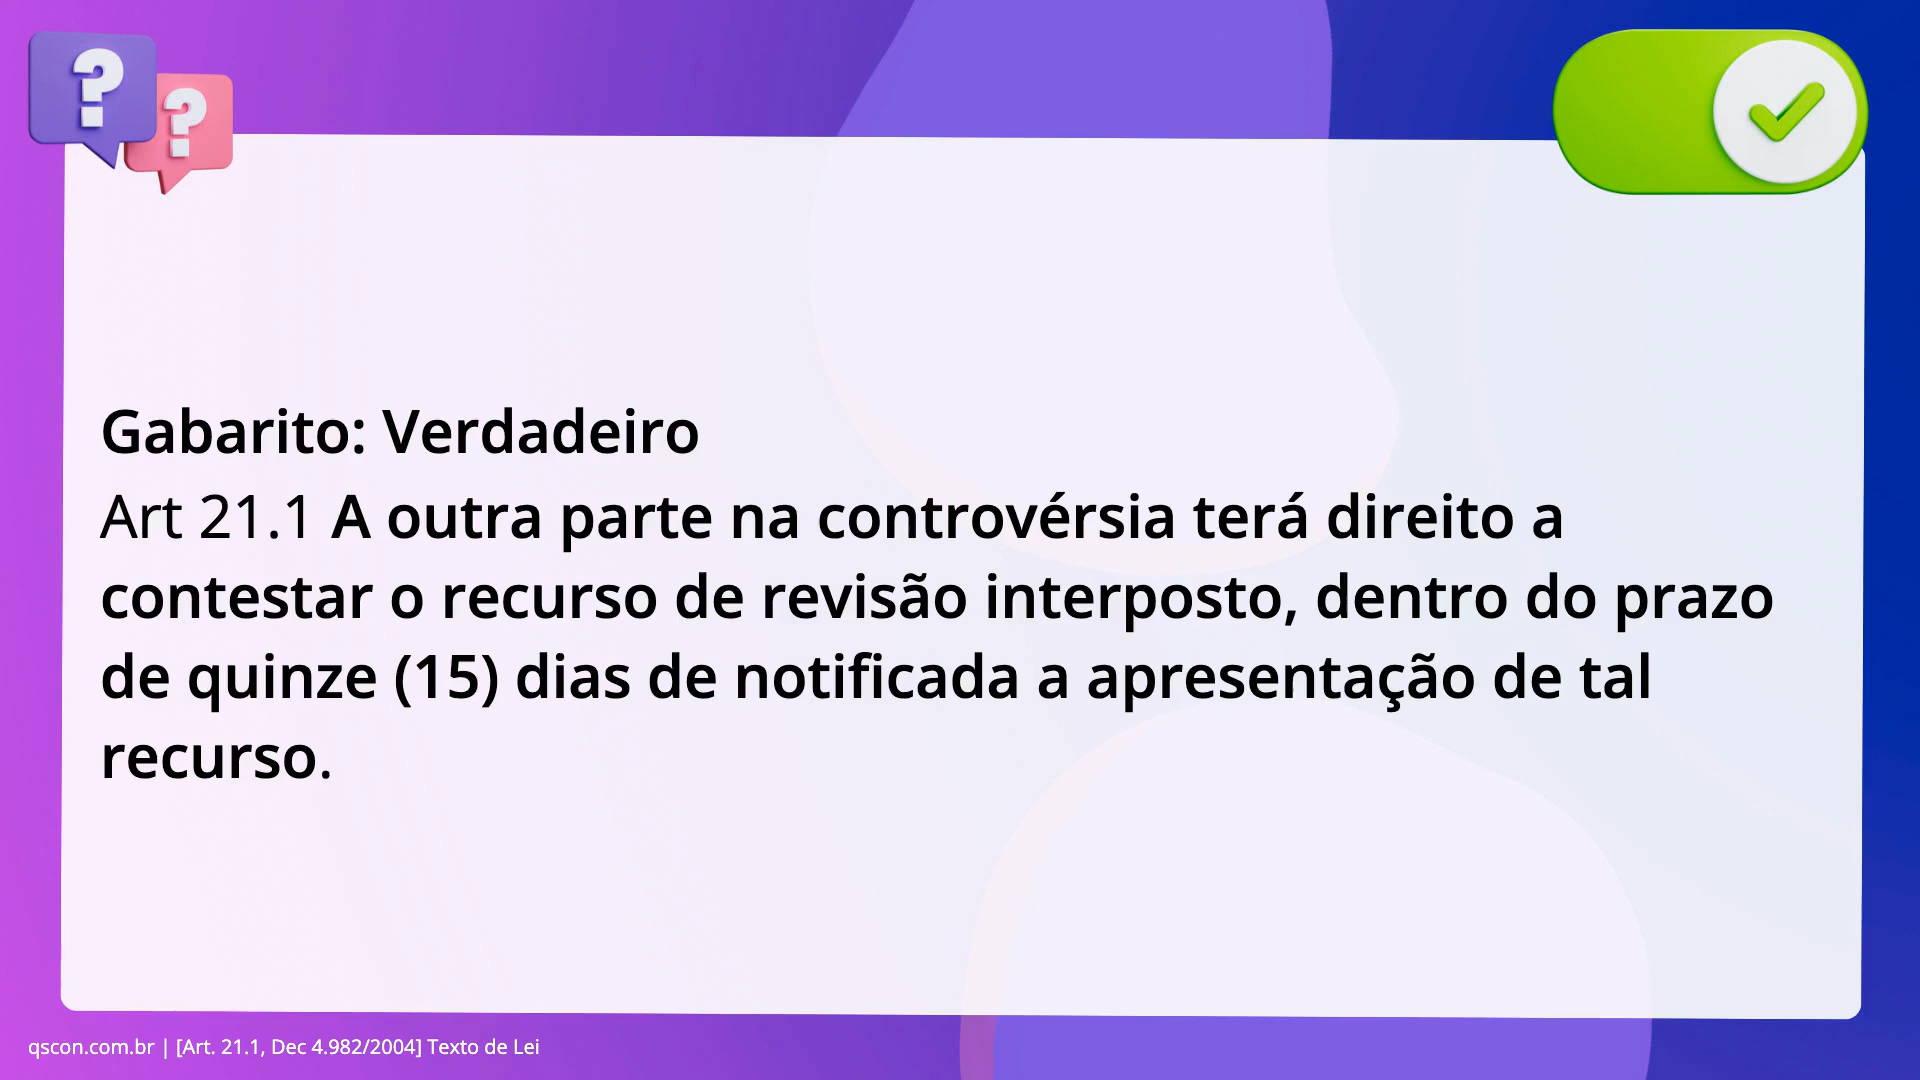 Gabarito: Verdadeiro
Art 21.1 A outra parte na controvérsia terá direito a
contestar o recurso de revisão interposto, dentro do prazo
de quinze (15) dias de notificada a apresentação de tal
recurso.
qscon.com.br | [Art. 21.1, Dec 4.982/2004] Texto de Lei